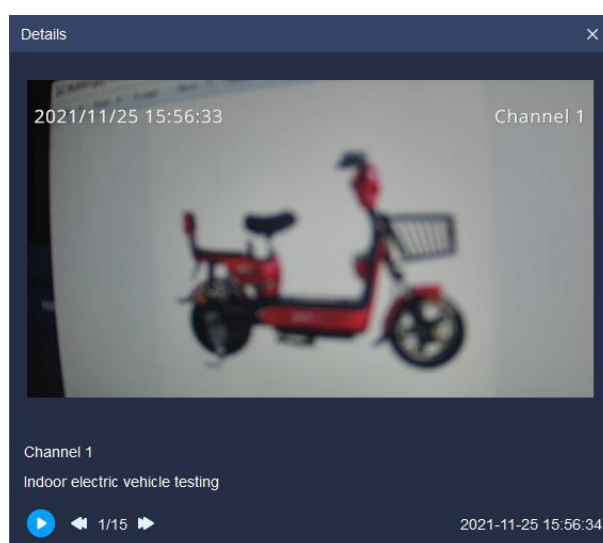 Details
2021/11/25 15:56:33
Channel 1
Channel 1
Indoor electric vehicle testing
1/15
2021-11-25 15:56:34